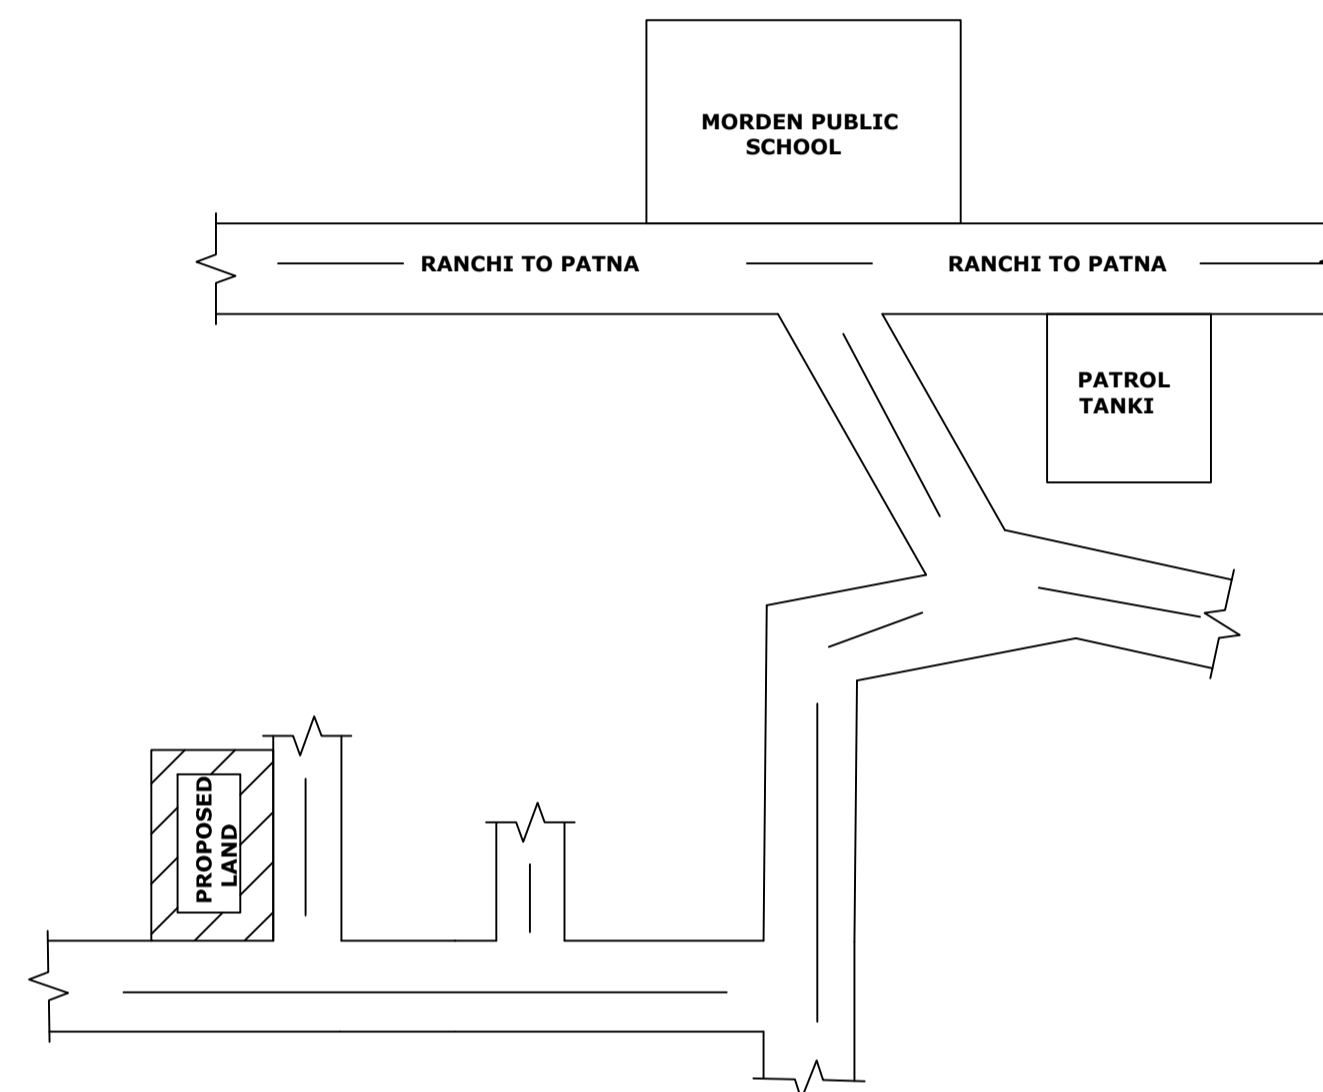 MORDEN PUBLIC
SCHOOL
RANCHI TO PATNA
RANCHI TO PATNA
PATROL
TANKI
PROPOSED
LAND